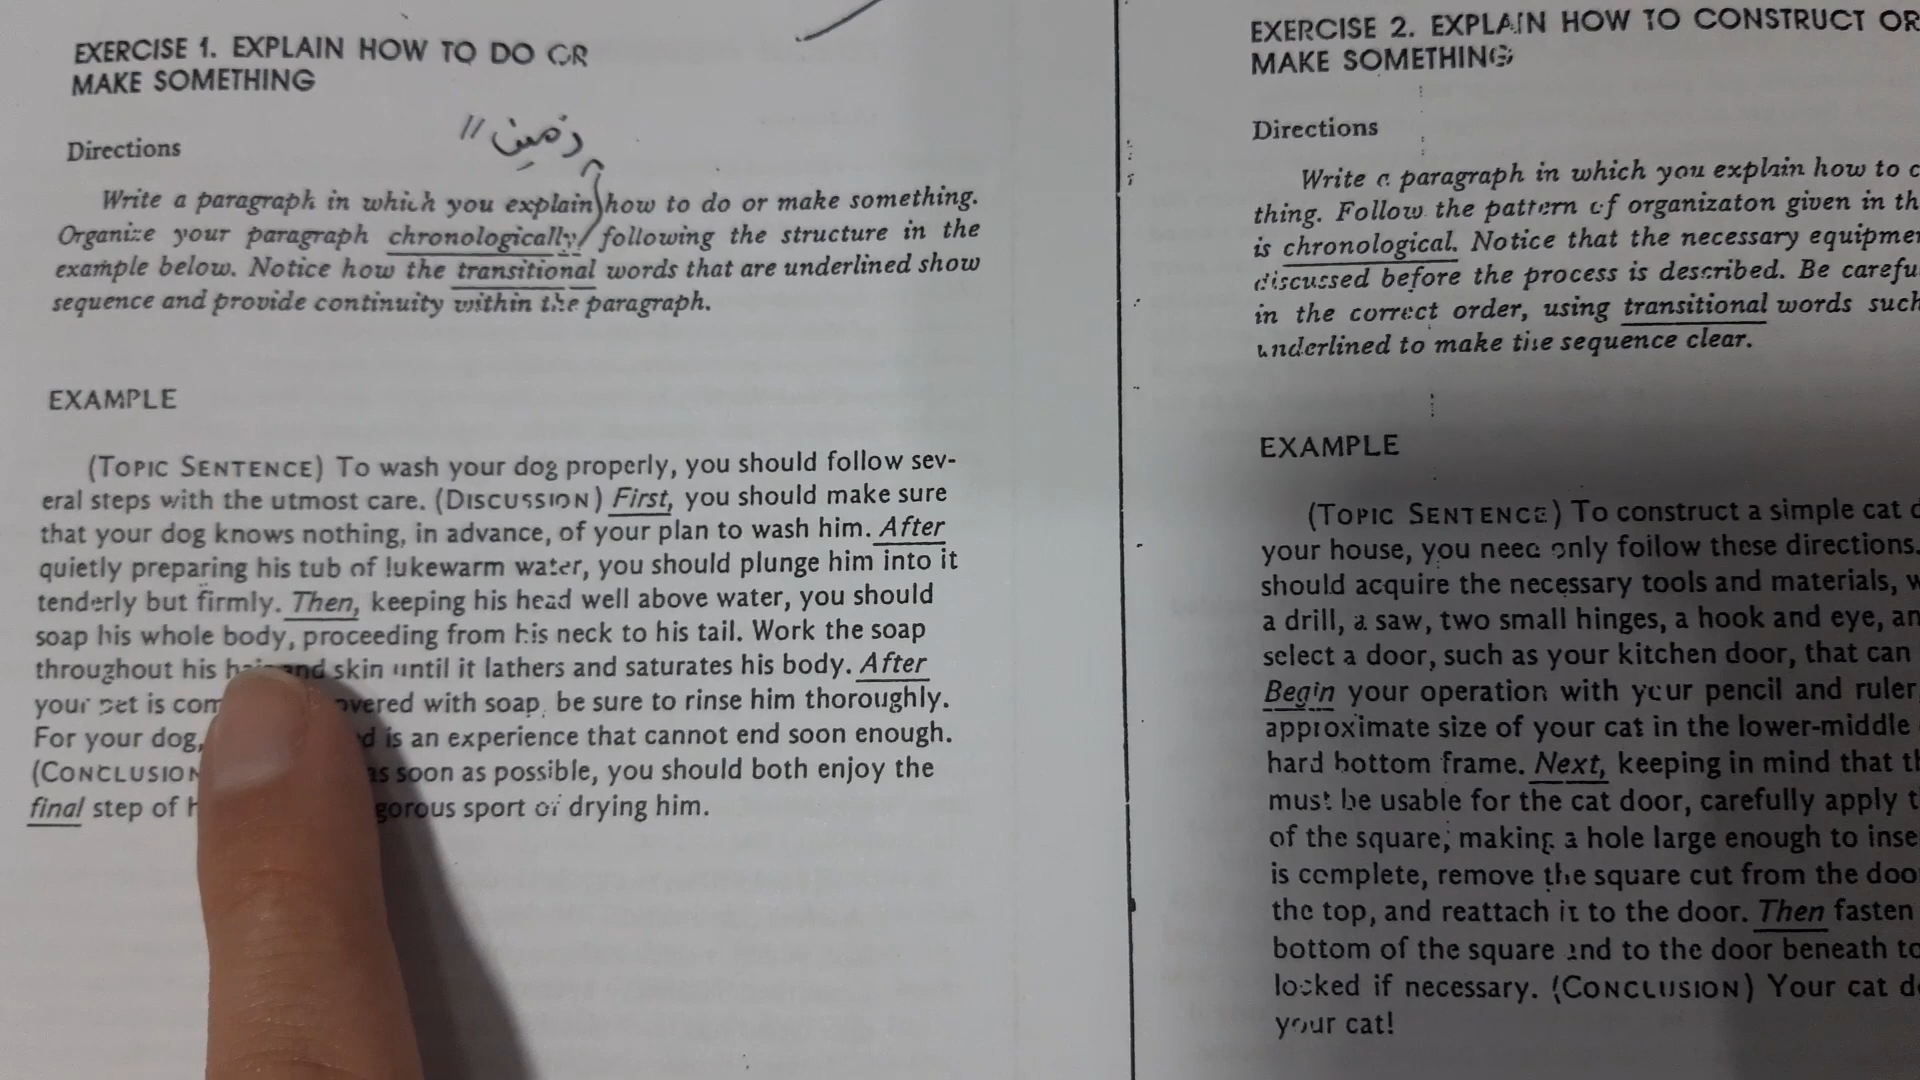 EXERCISE 1. EXPLAIN HOW TO DO OR
MAKE SOMETHING
Directions
Write a paragraph in which you explain how to do or make something.
Organize your paragraph chronologically, following the structure in the
example below. Notice how the transitional words that are underlined show
sequence and provide continuity within the paragraph.
EXAMPLE
(TOPIC SENTENCE) To wash your dog properly, you should follow sev-
eral steps with the utmost care. (DISCUSSION) First, you should make sure
that your dog knows nothing, in advance, of your plan to wash him. After
quietly preparing his tub of lukewarm water, you should plunge him into it
tenderly but firmly. Then, keeping his head well above water, you should
soap his whole body, proceeding from his neck to his tail. Work the soap
throughout his and skin until it lathers and saturates his body. After
your pet is with soap, be sure to rinse him thoroughly.
For your dog, is an experience that cannot end soon enough.
(CONCLUSION as soon as possible, you should both enjoy the
final step of sport of drying him.
EXERCISE 2. EXPLAIN HOW TO CONSTRUCT OR
MAKE SOMETHING
Directions
Write a paragraph in which you explain how to
thing. Follow the pattern of organizaton given in
is chronological. Notice that the necessary
discussed before the process is described. Be
in the correct order, using transitional words such
underlined to make the sequence clear.
EXAMPLE
(TOPIC SENTENCE) To construct a simple cat
your house, you need only follow these directions.
should acquire the necessary tools and materials,
a drill, a saw, two small hinges, a hook and eye,
select a door, such as your kitchen door, that can
Begin your operation with your pencil and ruler
approximate size of your cat in the lower-middle
hard bottom frame. Next, keeping in mind that
must be usable for the cat door, carefully apply
of the square, making a hole large enough to
is complete, remove the square cut from the
the top, and reattach it to the door. Then fasten
bottom of the square and to the door beneath
locked if necessary. (CONCLUSION) Your cat
your cat!